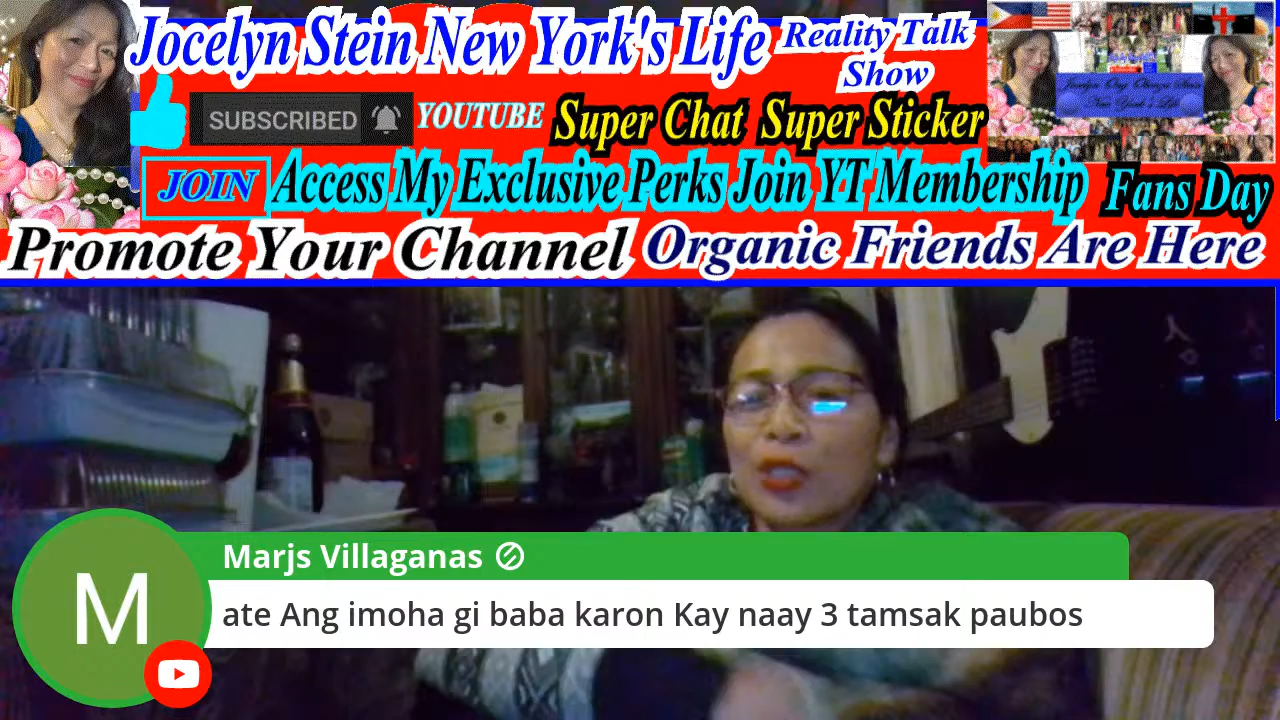 Jocelyn Stein New York's Life Reality Talk Show
SUBSCRIBED YOUTUBE Super Chat Super Sticker
JOIN Access My Exclusive Perks Join YT Membership Fans Day
Promote Your Channel Organic Friends Are Here
M
Marjs Villaganas
ate Ang imoha gi baba karon Kay naay 3 tamsak paubos